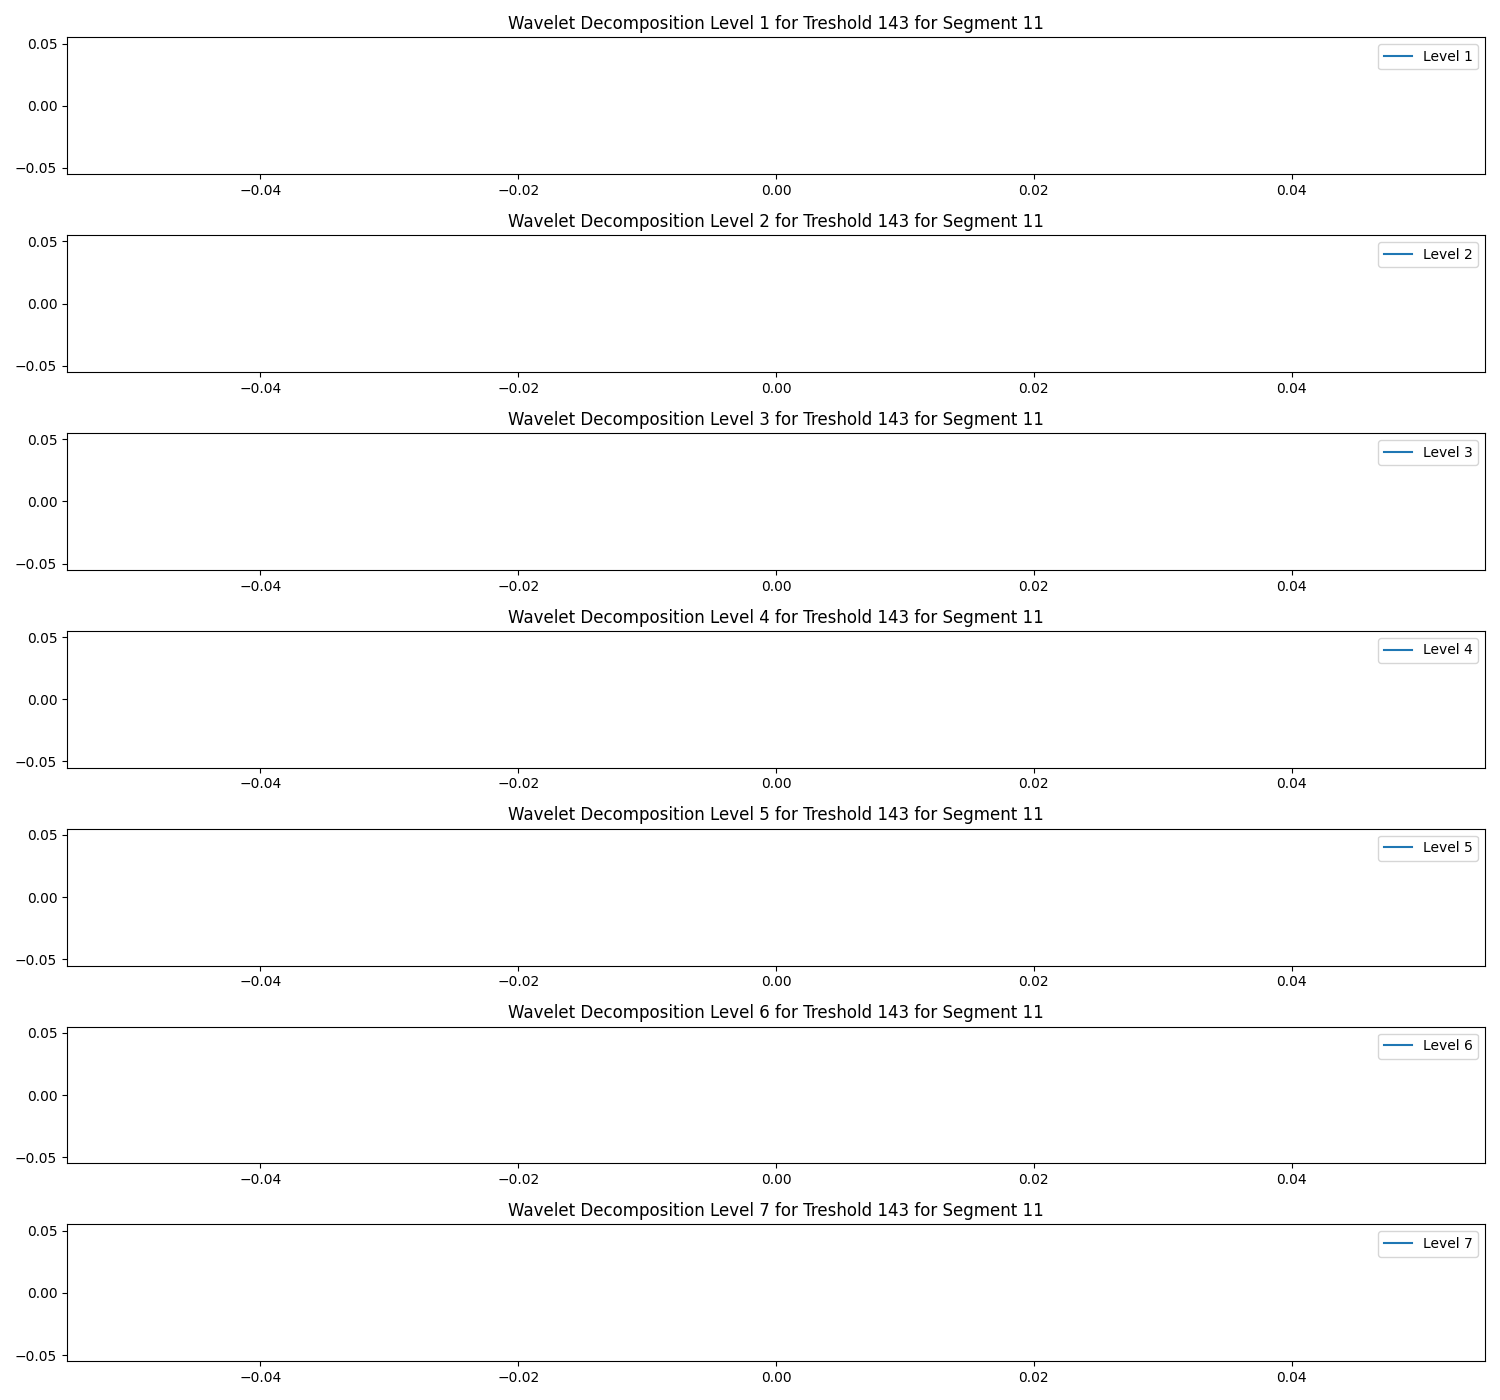 Wavelet Decomposition Level 1 for Treshold 143 for Segment 11
0.05
Level 1
0.00
−0.05
−0.04 −0.02 0.00 0.02 0.04
Wavelet Decomposition Level 2 for Treshold 143 for Segment 11
0.05
Level 2
0.00
−0.05
−0.04 −0.02 0.00 0.02 0.04
Wavelet Decomposition Level 3 for Treshold 143 for Segment 11
0.05
Level 3
0.00
−0.05
−0.04 −0.02 0.00 0.02 0.04
Wavelet Decomposition Level 4 for Treshold 143 for Segment 11
0.05
Level 4
0.00
−0.05
−0.04 −0.02 0.00 0.02 0.04
Wavelet Decomposition Level 5 for Treshold 143 for Segment 11
0.05
Level 5
0.00
−0.05
−0.04 −0.02 0.00 0.02 0.04
Wavelet Decomposition Level 6 for Treshold 143 for Segment 11
0.05
Level 6
0.00
−0.05
−0.04 −0.02 0.00 0.02 0.04
Wavelet Decomposition Level 7 for Treshold 143 for Segment 11
0.05
Level 7
0.00
−0.05
−0.04 −0.02 0.00 0.02 0.04